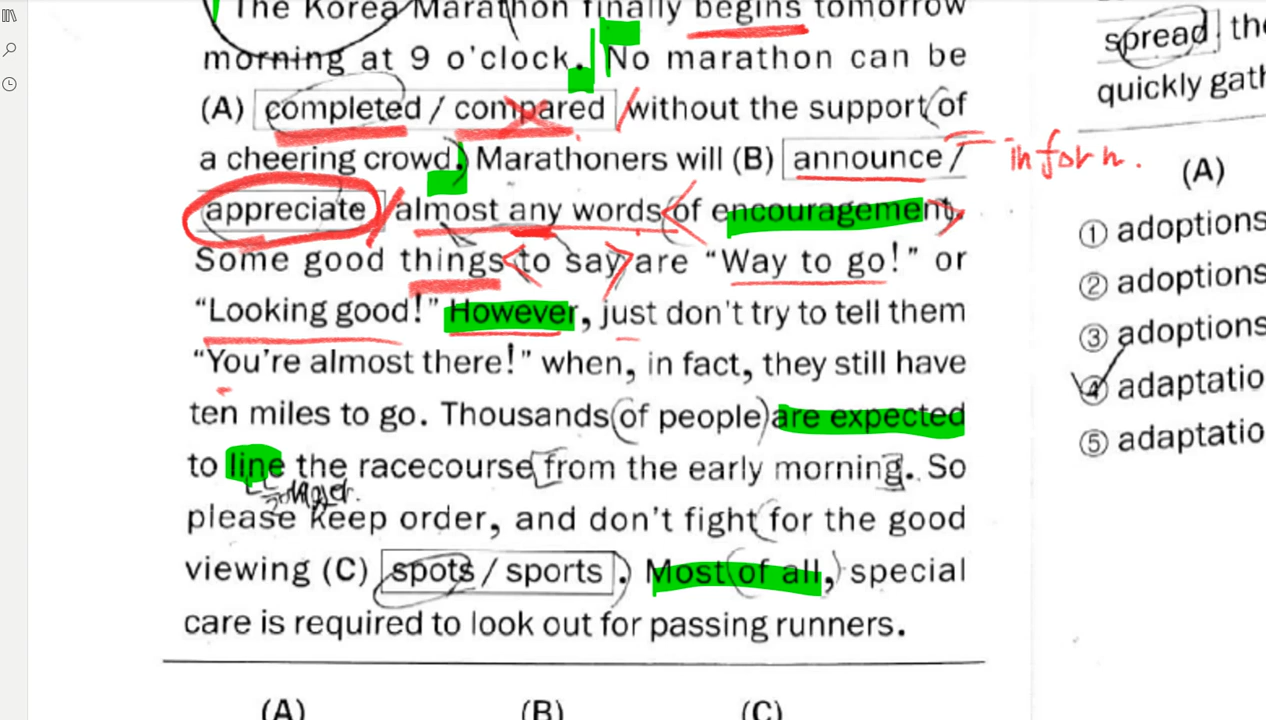 The Korea Marathon finally begins tomorrow
morning at 9 o'clock. No marathon can be
(A) completed / compared without the support of
a cheering crowd. Marathoners will (B) announce /
inform.
appreciate almost any words of encouragement.
Some good things to say are “Way to go!” or
“Looking good!” However, just don't try to tell them
“You're almost there!” when, in fact, they still have
ten miles to go. Thousands of people are expected
to line the racecourse from the early morning. So
please keep order, and don't fight for the good
viewing (C) spots / sports. Most of all, special
care is required to look out for passing runners.
(A) (B) (C)
spread the
quickly gath
(A)
① adoptions
② adoptions
③ adoptions
④ adaptatio
⑤ adaptatio